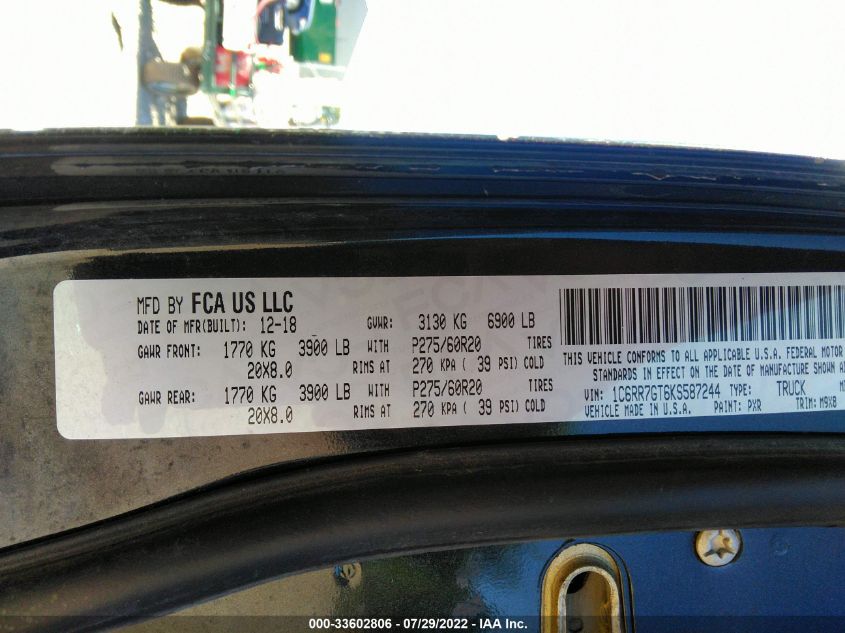 MFD BY FCA US LLC
DATE OF MFR(BUILT): 12-18 GVWR: 3130 KG 6900 LB
GAWR FRONT: 1770 KG 3900 LB WITH P275/60R20 TIRES
20X8.0 RIMS AT 270 KPA ( 39 PSI) COLD
GAWR REAR: 1770 KG 3900 LB WITH P275/60R20 TIRES
20X8.0 RIMS AT 270 KPA ( 39 PSI) COLD
THIS VEHICLE CONFORMS TO ALL APPLICABLE U.S.A. FEDERAL MOTOR
STANDARDS IN EFFECT ON THE DATE OF MANUFACTURE SHOWN
VIN: 1C6RR7GT6KS587244 TYPE: TRUCK
VEHICLE MADE IN U.S.A. PAINT: PXR TRIM: M9X8
000-33602806 / 07/29/2022 - IAA Inc.